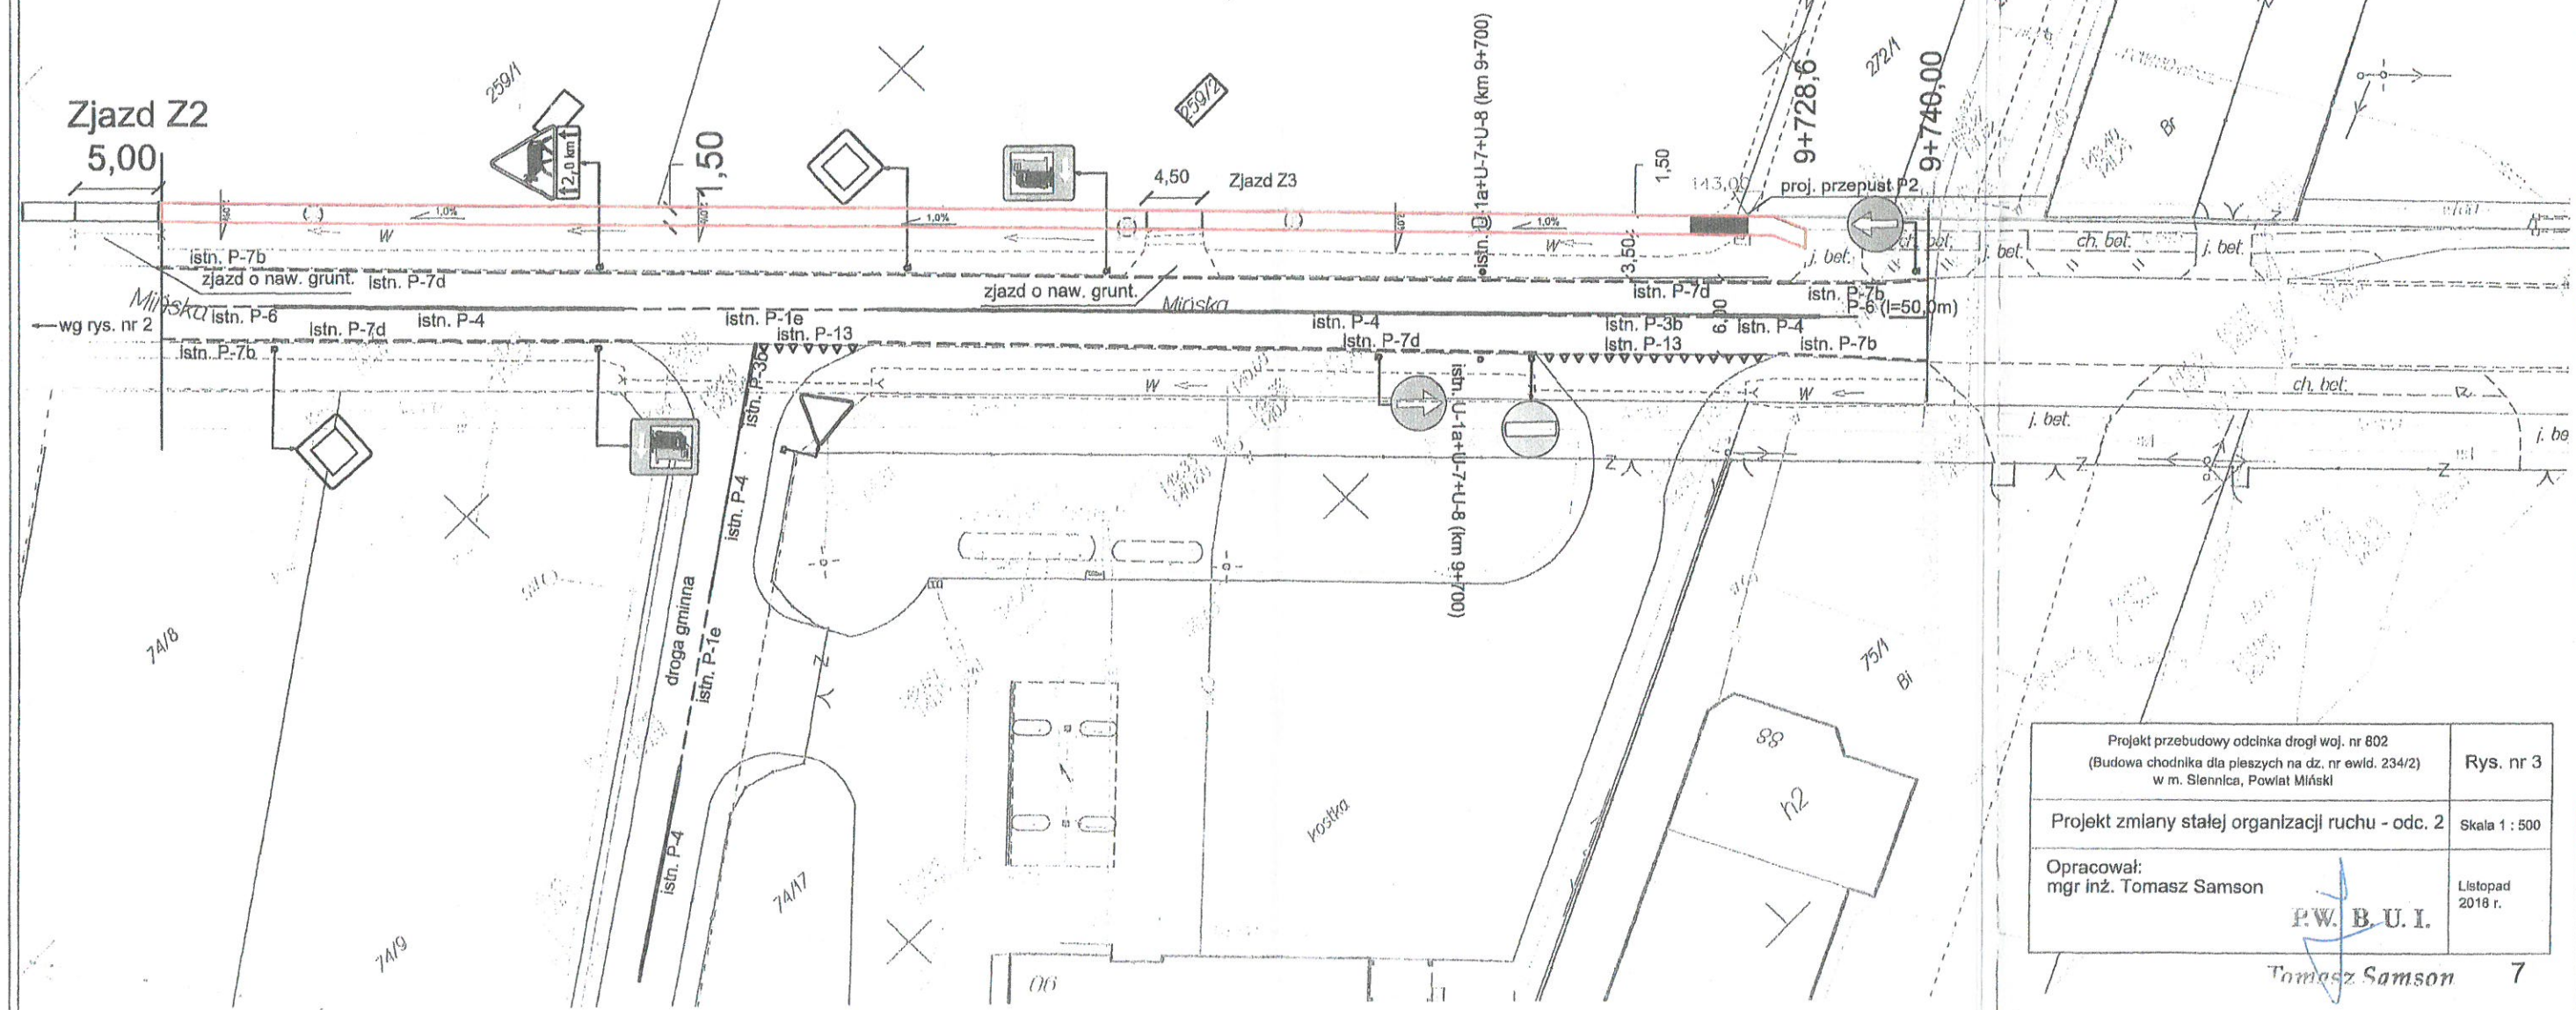 Zjazd Z2
5,00
259/1
2,0 km
1,50
259/2
4,50
Zjazd Z3
istn. U-1a+U-7+U-8 (km 9+700)
1,50
143,00
proj. przepust P2
9+728,6
272/1
9+740,00
Br
1,0%
1,0%
1,0%
W
W
3,50
istn. P-7b
zjazd o naw. grunt.
istn. P-7d
zjazd o naw. grunt.
Mińska
Mińska
istn. P-7d
j. bet.
ch. bet.
j. bet.
ch. bet.
j. bet.
istn. P-7b
P-6 (l=50,0m)
wg rys. nr 2
istn. P-6
istn. P-7d
istn. P-4
istn. P-1e
istn. P-13
istn. P-4
istn. P-7d
istn. P-3b
istn. P-13
6,00
istn. P-4
istn. P-7b
istn. P-7b
istn. P-3b
istn. P-4
W
W
istn. U-1a+U-7+U-8 (km 9+700)
ch. bet.
j. bet.
j. be
Z
Z
Z
droga gminna
istn. P-1e
istn. P-4
Z
74/8
74/9
74/17
kostka
75/1
Bi
88
h2
90
Projekt przebudowy odcinka drogi woj. nr 802
(Budowa chodnika dla pieszych na dz. nr ewid. 234/2)
w m. Siennica, Powiat Miński
Rys. nr 3
Projekt zmiany stałej organizacji ruchu - odc. 2
Skala 1 : 500
Opracował:
mgr inż. Tomasz Samson
Listopad
2018 r.
P.W. B.U.I.
Tomasz Samson
7